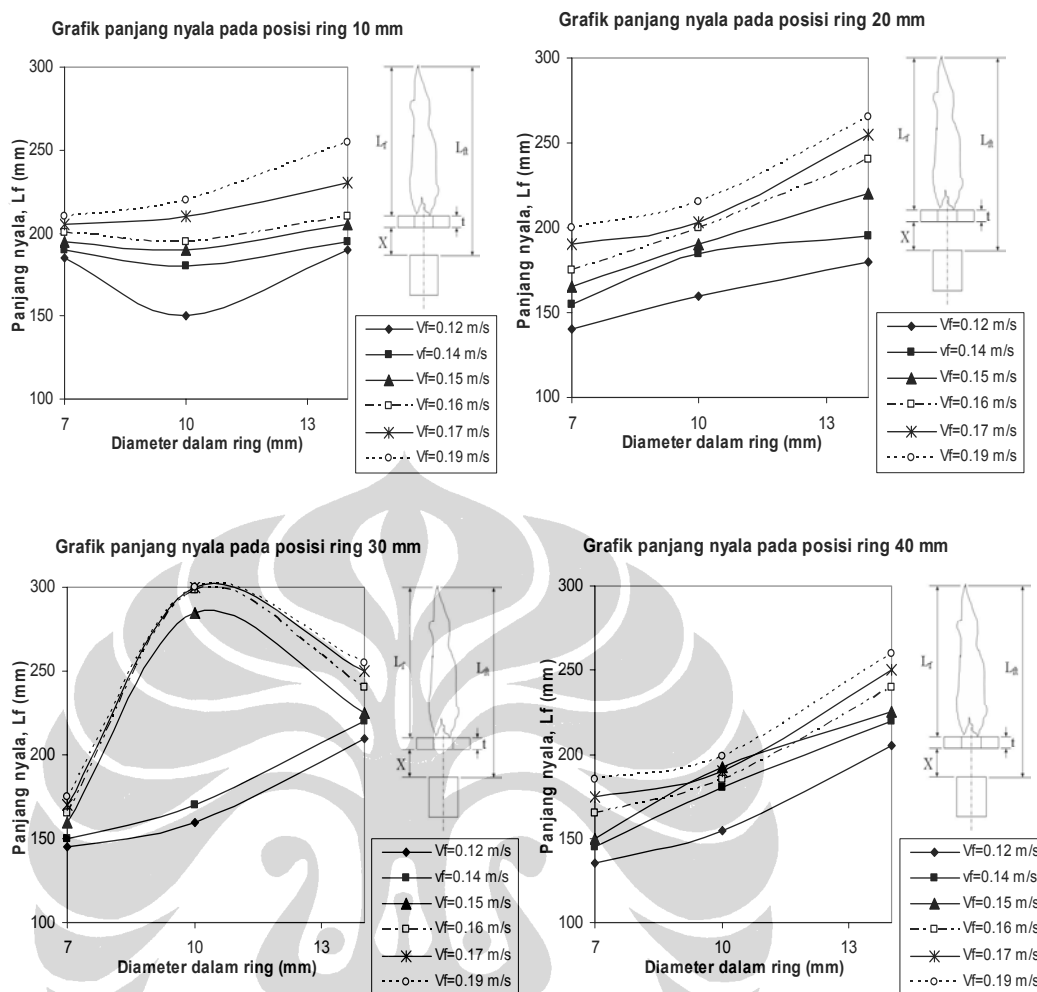 Grafik panjang nyala pada posisi ring 10 mm
300
250
200
150
100
7
10
13
Panjang nyala, Lf (mm)
Diameter dalam ring (mm)
Lf
Lfl
t
X
Vf=0.12 m/s
vf=0.14 m/s
Vf=0.15 m/s
Vf=0.16 m/s
Vf=0.17 m/s
Vf=0.19 m/s
Grafik panjang nyala pada posisi ring 20 mm
300
250
200
150
100
7
10
13
Panjang nyala, Lf (mm)
Diameter dalam ring (mm)
t
X
Vf=0.12 m/s
vf=0.14 m/s
Vf=0.15 m/s
Vf=0.16 m/s
Vf=0.17 m/s
Vf=0.19 m/s
Grafik panjang nyala pada posisi ring 30 mm
300
250
200
150
100
7
10
13
Panjang nyala, Lf (mm)
Diameter dalam ring (mm)
t
X
Vf=0.12 m/s
vf=0.14 m/s
Vf=0.15 m/s
Vf=0.16 m/s
Vf=0.17 m/s
Vf=0.19 m/s
Grafik panjang nyala pada posisi ring 40 mm
300
250
200
150
100
7
10
13
Panjang nyala, Lf (mm)
Diameter dalam ring (mm)
t
X
Vf=0.12 m/s
vf=0.14 m/s
Vf=0.15 m/s
Vf=0.16 m/s
Vf=0.17 m/s
Vf=0.19 m/s